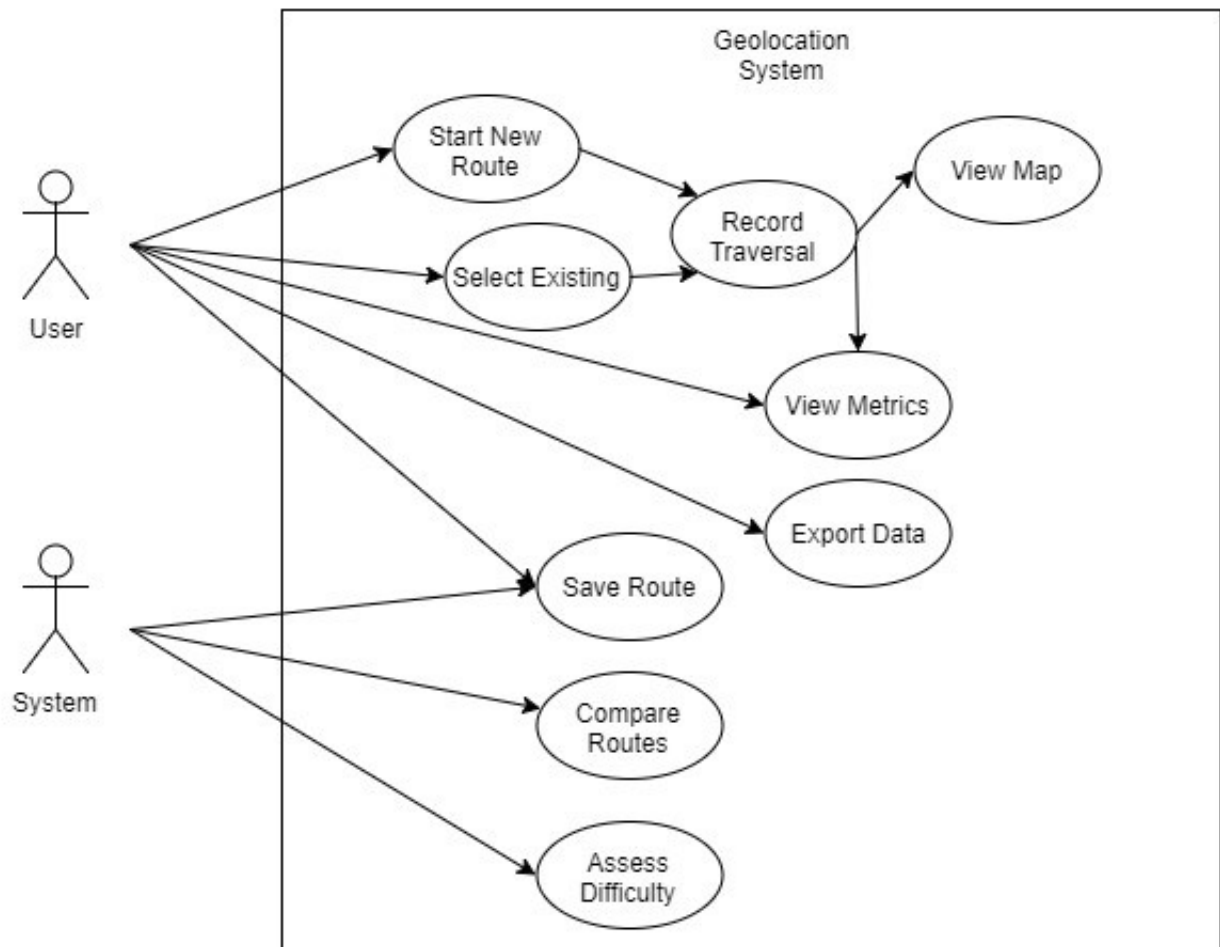 Geolocation
System
Start New
Route
View Map
Record
Traversal
Select Existing
User
View Metrics
Export Data
Save Route
System
Compare
Routes
Assess
Difficulty